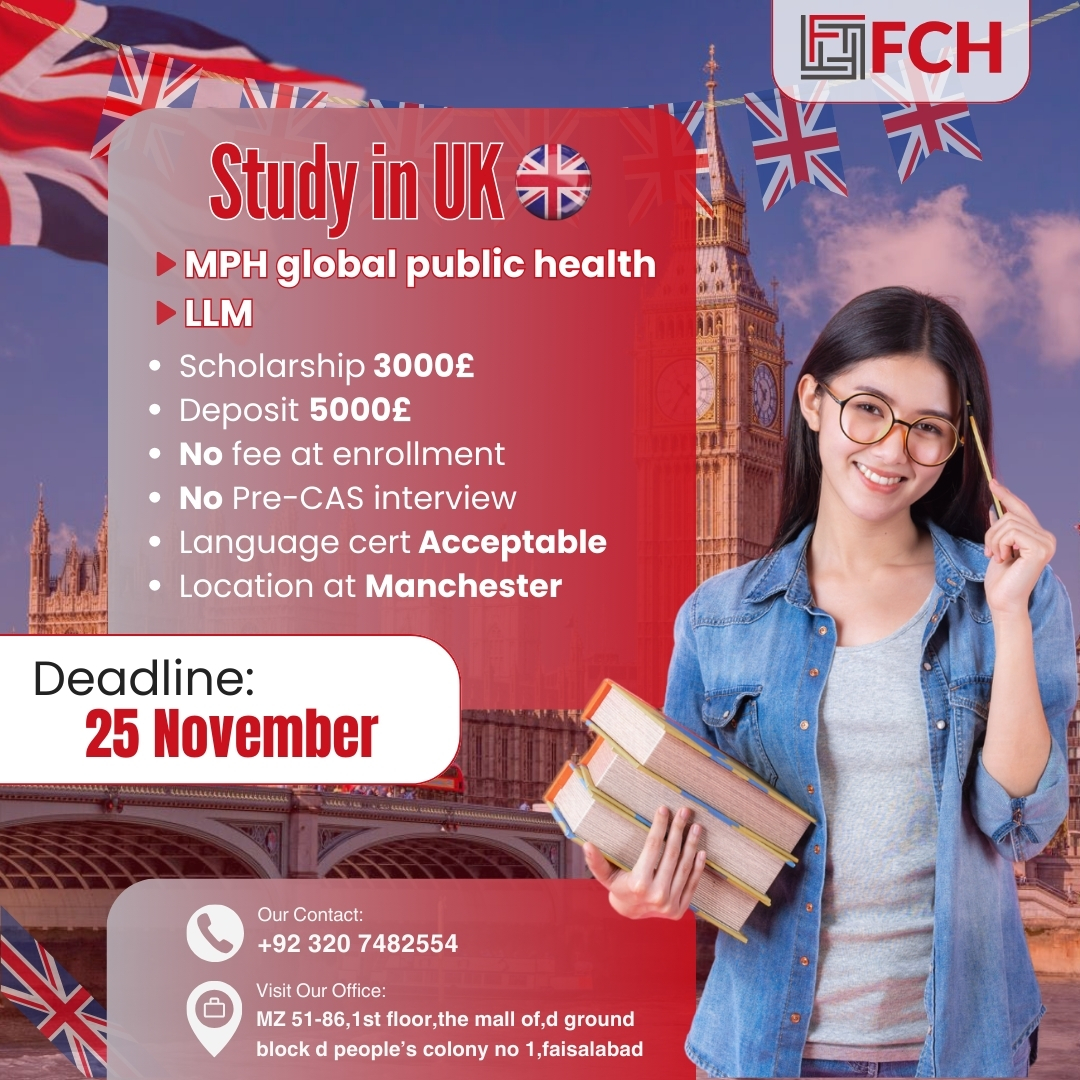 FCH
Study in UK
MPH global public health
LLM
Scholarship 3000£
Deposit 5000£
No fee at enrollment
No Pre-CAS interview
Language cert Acceptable
Location at Manchester
Deadline:
25 November
Our Contact:
+92 320 7482554
Visit Our Office:
MZ 51-86,1st floor,the mall of,d ground
block d people's colony no 1,faisalabad